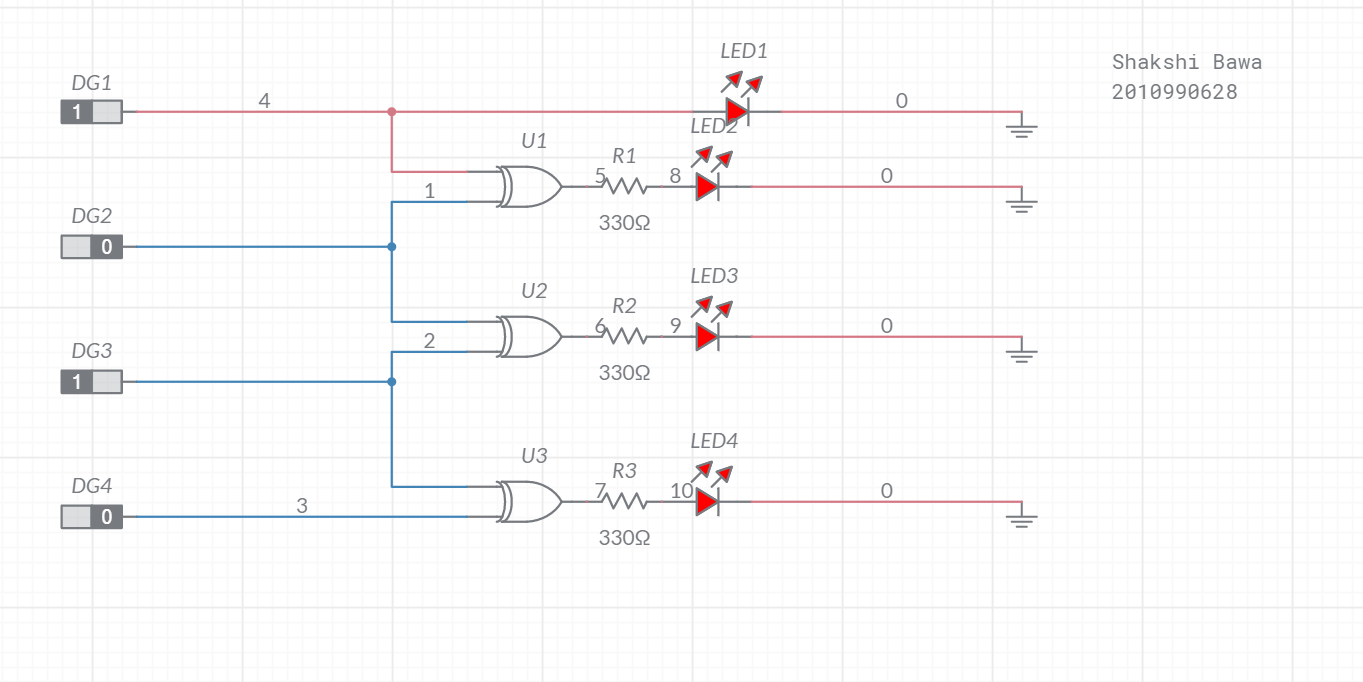 LED1
Shakshi Bawa
2010990628
DG1
1
4
0
LED2
U1
R1
5
8
0
1
330Ω
DG2
0
LED3
U2
R2
6
9
0
2
330Ω
DG3
1
LED4
U3
R3
7
10
0
DG4
0
3
330Ω